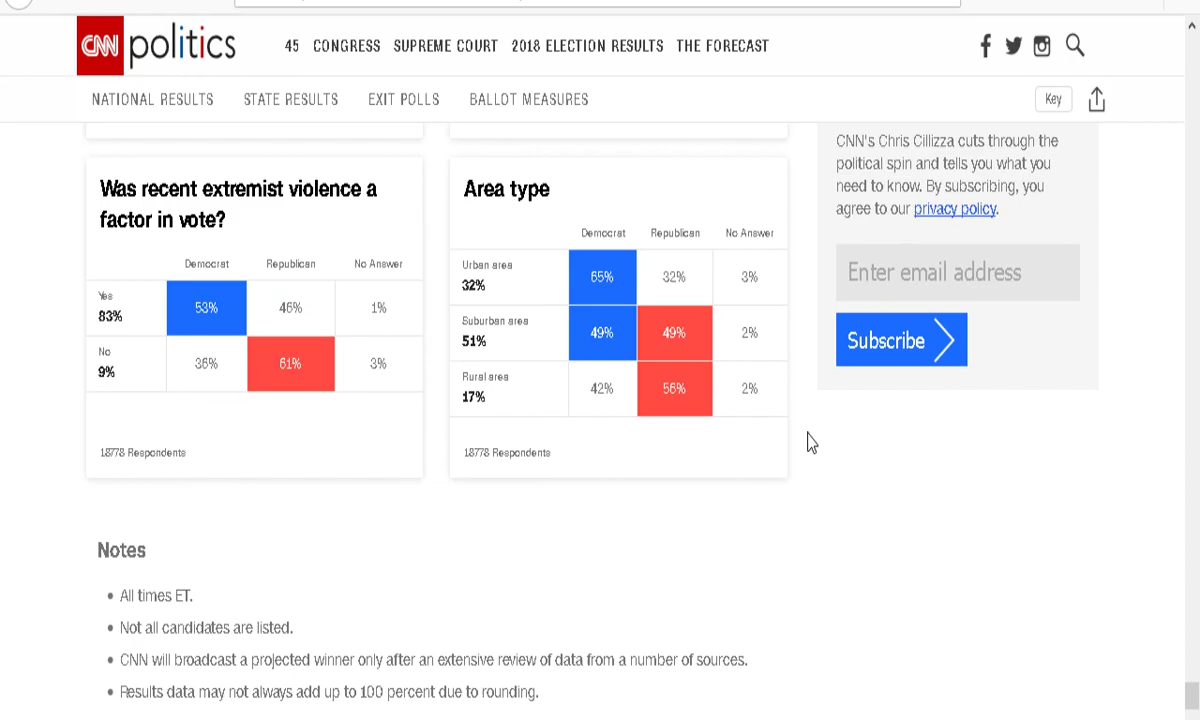 CNN politics 45 CONGRESS SUPREME COURT 2018 ELECTION RESULTS THE FORECAST
NATIONAL RESULTS STATE RESULTS EXIT POLLS BALLOT MEASURES Key
CNN's Chris Cillizza cuts through the
political spin and tells you what you
need to know. By subscribing, you
agree to our privacy policy.
Enter email address
Subscribe
Was recent extremist violence a
factor in vote?
Democrat Republican No Answer
Yes
83% 53% 46% 1%
No
9% 36% 61% 3%
18778 Respondents
Area type
Democrat Republican No Answer
Urban area
32% 65% 32% 3%
Suburban area
51% 49% 49% 2%
Rural area
17% 42% 56% 2%
18778 Respondents
Notes
All times ET.
Not all candidates are listed.
CNN will broadcast a projected winner only after an extensive review of data from a number of sources.
Results data may not always add up to 100 percent due to rounding.